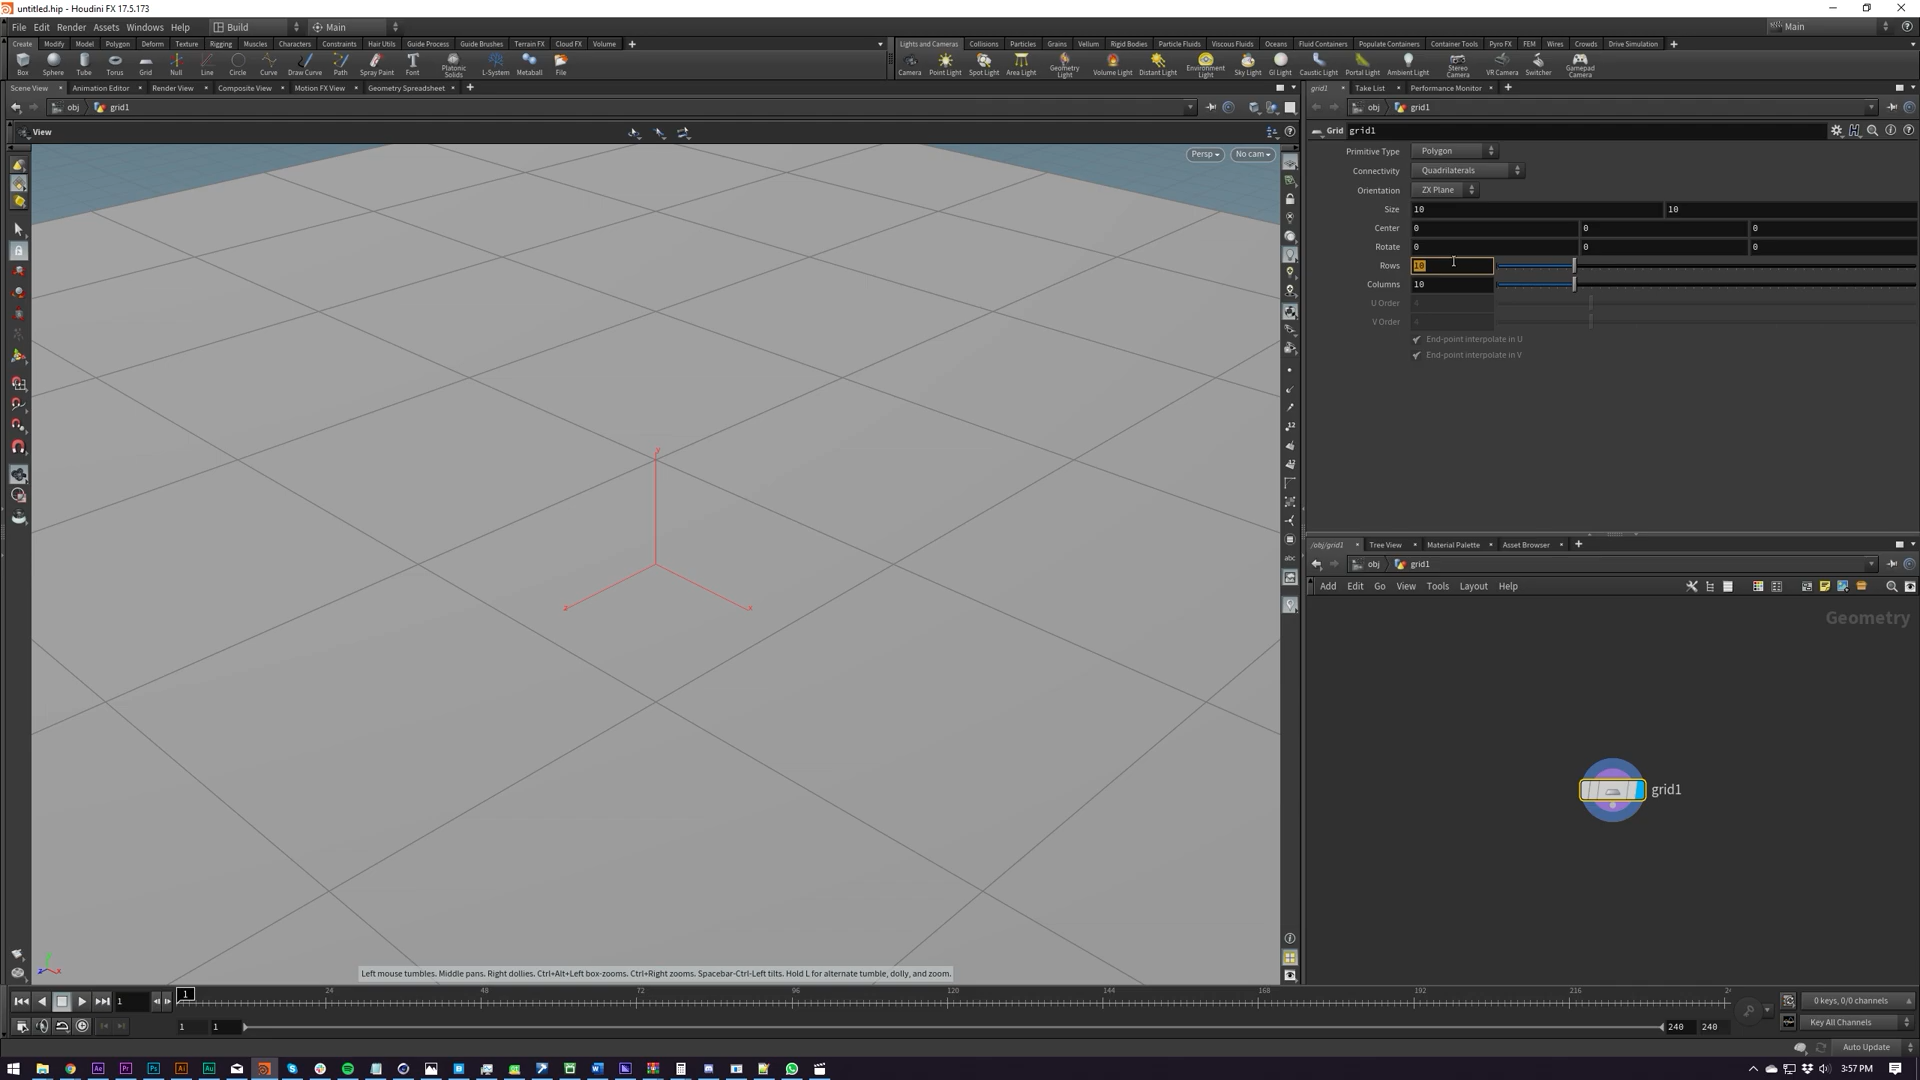 untitled.hip - Houdini FX 17.5.173
File Edit Render Assets Windows Help Build Main Main
Create Modify Model Polygon Deform Texture Rigging Muscles Characters Constraints Hair Utils Guide Process Guide Brushes Terrain FX Cloud FX Volume
Lights and Cameras Collisions Particles Grains Vellum Rigid Bodies Particle Fluids Viscous Fluids Oceans Fluid Containers Populate Containers Container Tools Pyro FX FEM Wires Crowds Drive Simulation
Box Sphere Tube Torus Grid Null Line Circle Curve Draw Curve Path Spray Paint Font Platonic Solids L-System Metaball File
Camera Point Light Spot Light Area Light Geometry Light Volume Light Distant Light Environment Light Sky Light GI Light Caustic Light Portal Light Ambient Light Stereo Camera VR Camera Switcher Gamepad Camera
Scene View Animation Editor Render View Composite View Motion FX View Geometry Spreadsheet
grid1 Take List Performance Monitor
obj grid1
obj grid1
View
Persp No cam
Grid grid1
Primitive Type Polygon
Connectivity Quadrilaterals
Orientation ZX Plane
Size 10 10
Center 0 0 0
Rotate 0 0 0
Rows 10
Columns 10
U Order 4
V Order 4
End-point interpolate in U
End-point interpolate in V
y
z x
12
abc
/obj/grid1 Tree View Material Palette Asset Browser
obj grid1
Add Edit Go View Tools Layout Help
Geometry
grid1
Left mouse tumbles. Middle pans. Right dollies. Ctrl+Alt+Left box-zooms. Ctrl+Right zooms. Spacebar-Ctrl-Left tilts. Hold L for alternate tumble, dolly, and zoom.
1 1 24 48 72 96 120 144 168 192 216
0 keys, 0/0 channels
1 1 240 240
Key All Channels
Auto Update
3:57 PM